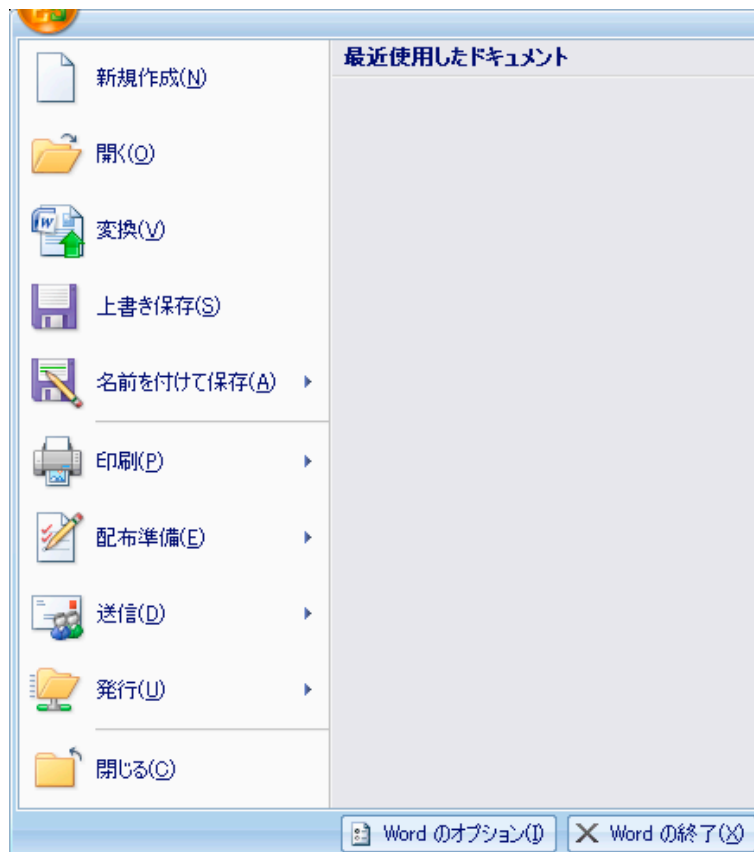 最近使用したドキュメント
新規作成(N)
開く(O)
変換(V)
上書き保存(S)
名前を付けて保存(A)
印刷(P)
配布準備(E)
送信(D)
発行(U)
閉じる(C)
Word のオプション(I)
Word の終了(X)